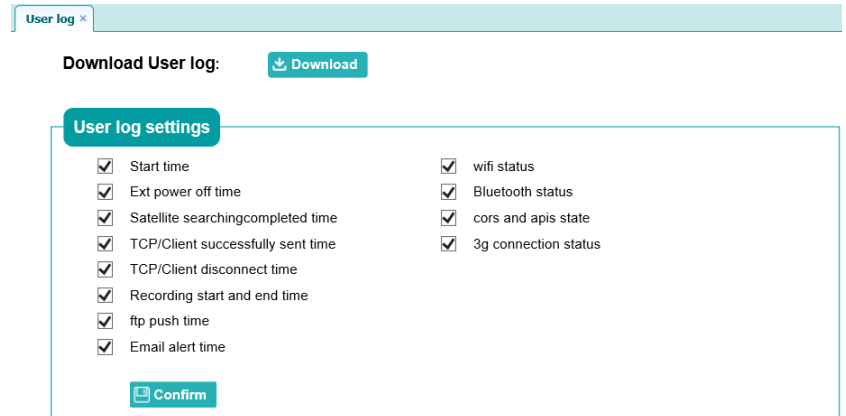 User log ×
Download User log:
Download
User log settings
Start time
Ext power off time
Satellite searchingcompleted time
TCP/Client successfully sent time
TCP/Client disconnect time
Recording start and end time
ftp push time
Email alert time
wifi status
Bluetooth status
cors and apis state
3g connection status
Confirm